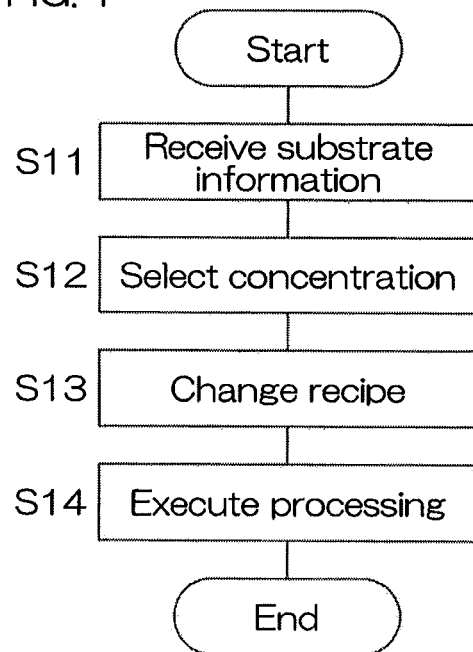 Start
S11 Receive substrate
information
S12 Select concentration
S13 Change recipe
S14 Execute processing
End